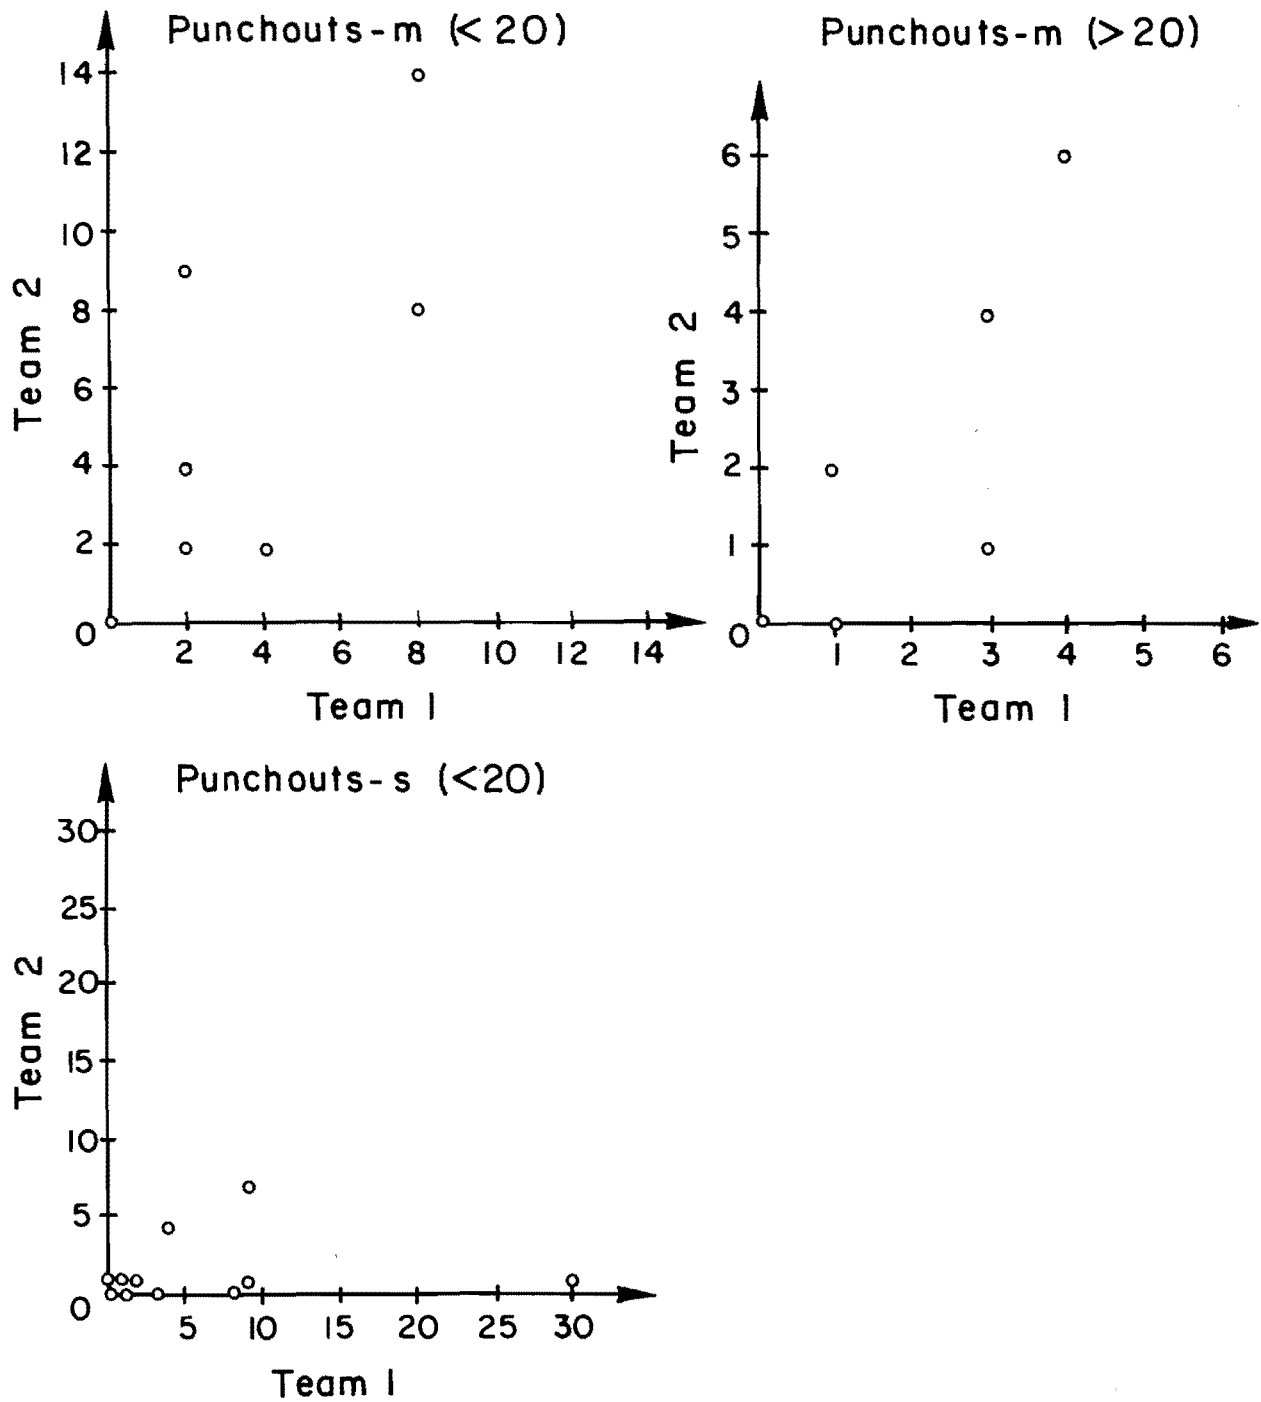 Punchouts-m (<20)
14
12
10
8
6
4
2
0
2 4 6 8 10 12 14
Team 2
Team 1
Punchouts-m (>20)
6
5
4
3
2
1
0
1 2 3 4 5 6
Team 2
Team 1
Punchouts-s (<20)
30
25
20
15
10
5
0
5 10 15 20 25 30
Team 2
Team 1